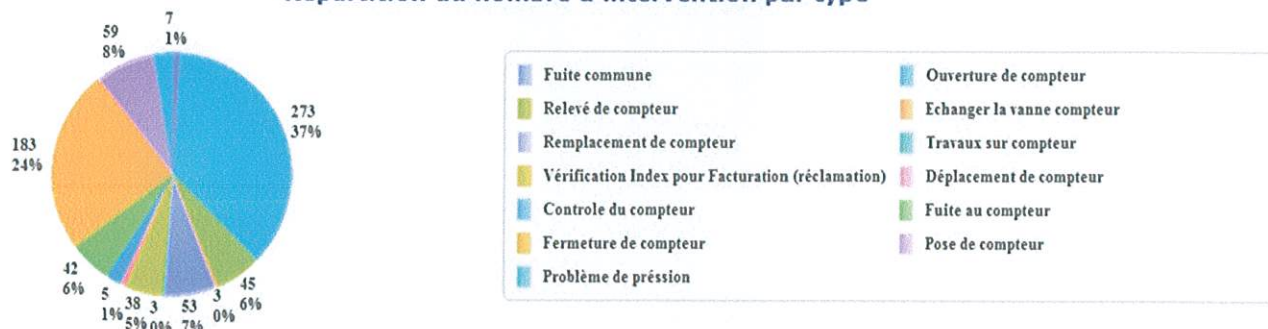 59
8%
7
1%
273
37%
183
24%
42
6%
5
1%
38
5%
3
0%
53
7%
3
0%
45
6%
Fuite commune
Ouverture de compteur
Relevé de compteur
Echanger la vanne compteur
Remplacement de compteur
Travaux sur compteur
Vérification Index pour Facturation (réclamation)
Déplacement de compteur
Controle du compteur
Fuite au compteur
Fermeture de compteur
Pose de compteur
Problème de préssion